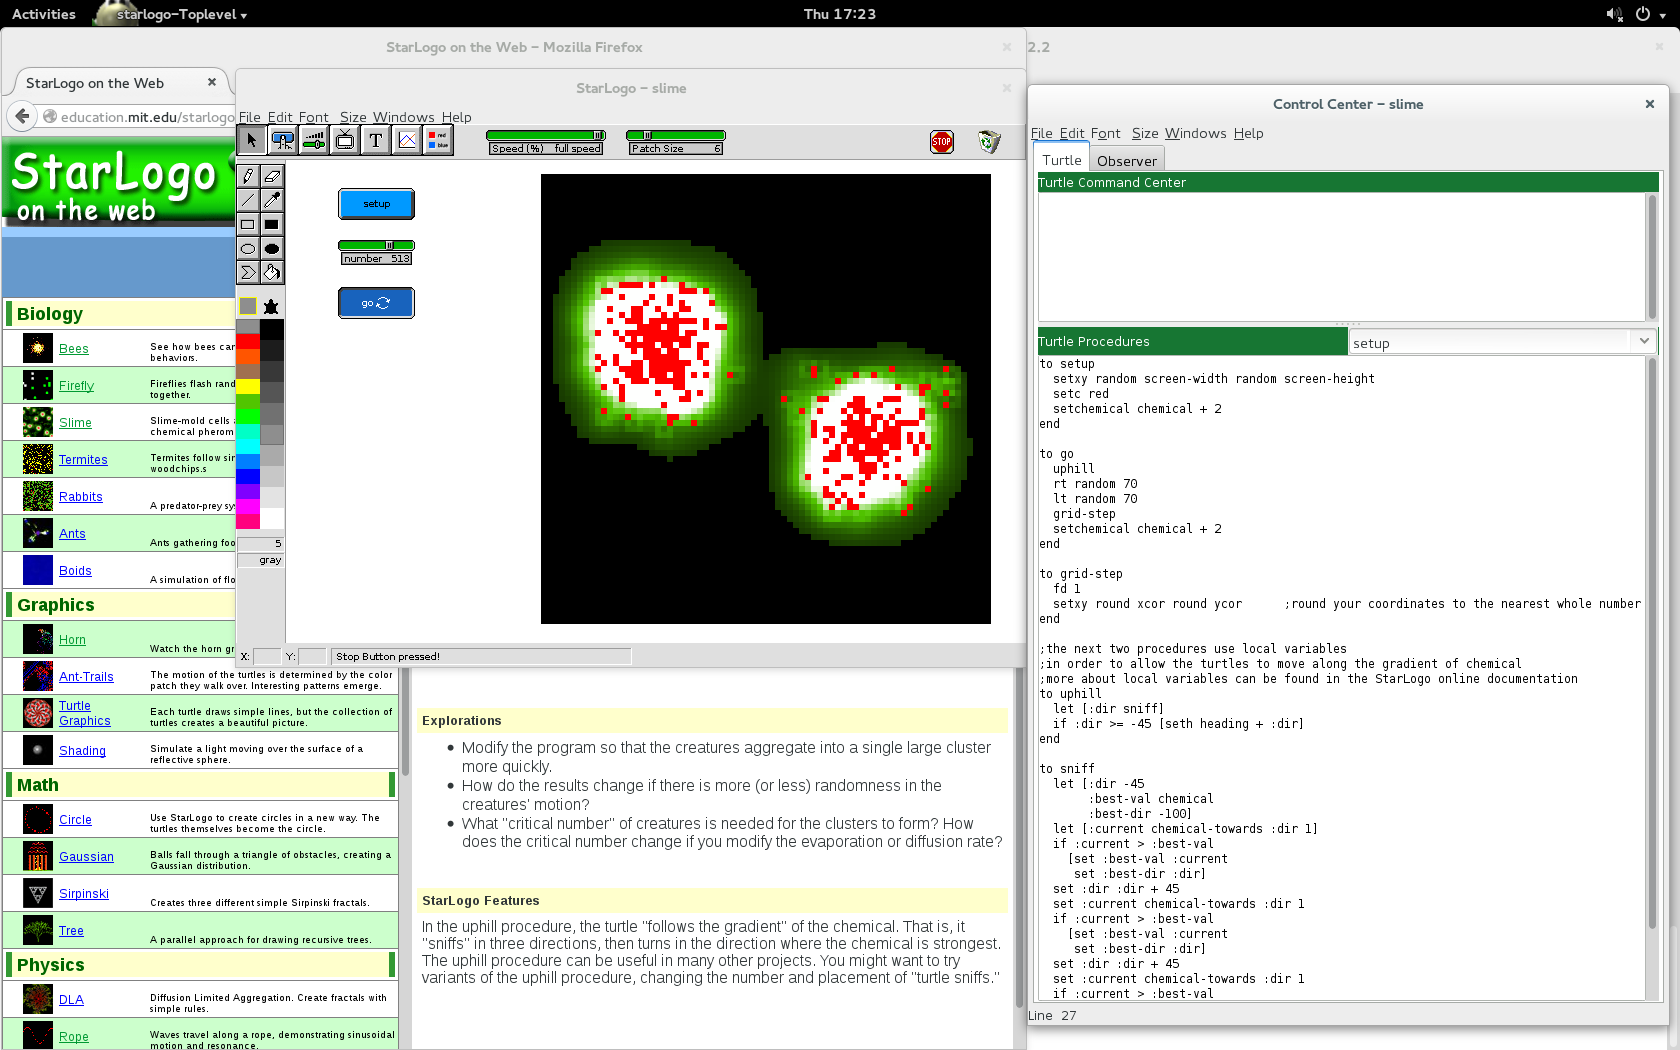 Activities
starlogo-Toplevel
Thu 17:23
StarLogo on the Web - Mozilla Firefox
2.2
StarLogo on the Web
education.mit.edu/starlogo
StarLogo
on the web
Biology
Bees
See how bees can
behaviors.
Firefly
Fireflies flash rand
together.
Slime
Slime-mold cells
chemical pherom
Termites
Termites follow sim
woodchips.s
Rabbits
A predator-prey sy
Ants
Ants gathering foo
Boids
A simulation of flo
Graphics
Horn
Watch the horn gr
Ant-Trails
The motion of the turtles is determined by the color
patch they walk over. Interesting patterns emerge.
Turtle
Graphics
Each turtle draws simple lines, but the collection of
turtles creates a beautiful picture.
Shading
Simulate a light moving over the surface of a
reflective sphere.
Math
Circle
Use StarLogo to create circles in a new way. The
turtles themselves become the circle.
Gaussian
Balls fall through a triangle of obstacles, creating a
Gaussian distribution.
Sirpinski
Creates three different simple Sirpinski fractals.
Tree
A parallel approach for drawing recursive trees.
Physics
DLA
Diffusion Limited Aggregation. Create fractals with
simple rules.
Rope
Waves travel along a rope, demonstrating sinusoidal
motion and resonance.
StarLogo - slime
File Edit Font Size Windows Help
T
red
blue
Speed (%) full speed
Patch Size 6
STOP
setup
number 513
go
5
gray
X:
Y:
Stop Button pressed!
Explorations
• Modify the program so that the creatures aggregate into a single large cluster
more quickly.
• How do the results change if there is more (or less) randomness in the
creatures' motion?
• What "critical number" of creatures is needed for the clusters to form? How
does the critical number change if you modify the evaporation or diffusion rate?
StarLogo Features
In the uphill procedure, the turtle "follows the gradient" of the chemical. That is, it
"sniffs" in three directions, then turns in the direction where the chemical is strongest.
The uphill procedure can be useful in many other projects. You might want to try
variants of the uphill procedure, changing the number and placement of "turtle sniffs."
Control Center - slime
File Edit Font Size Windows Help
Turtle
Observer
Turtle Command Center
Turtle Procedures
setup
to setup
setxy random screen-width random screen-height
setc red
setchemical chemical + 2
end
to go
uphill
rt random 70
lt random 70
grid-step
setchemical chemical + 2
end
to grid-step
fd 1
setxy round xcor round ycor ;round your coordinates to the nearest whole number
end
;the next two procedures use local variables
;in order to allow the turtles to move along the gradient of chemical
;more about local variables can be found in the StarLogo online documentation
to uphill
let [:dir sniff]
if :dir >= -45 [seth heading + :dir]
end
to sniff
let [:dir -45
:best-val chemical
:best-dir -100]
let [:current chemical-towards :dir 1]
if :current > :best-val
[set :best-val :current
set :best-dir :dir]
set :dir :dir + 45
set :current chemical-towards :dir 1
if :current > :best-val
[set :best-val :current
set :best-dir :dir]
set :dir :dir + 45
set :current chemical-towards :dir 1
if :current > :best-val
Line 27